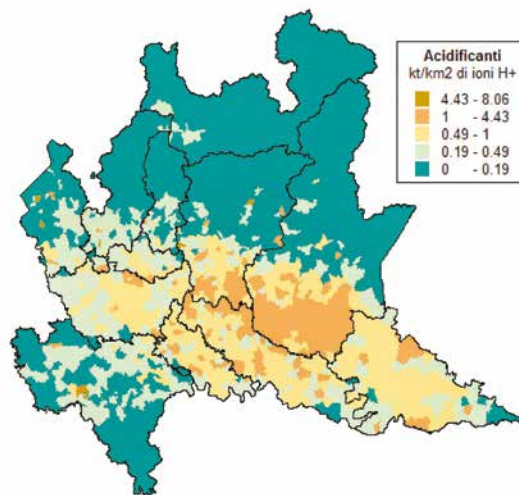 Acidificanti
kt/km2 di ioni H+
4.43 - 8.06
1 - 4.43
0.49 - 1
0.19 - 0.49
0 - 0.19